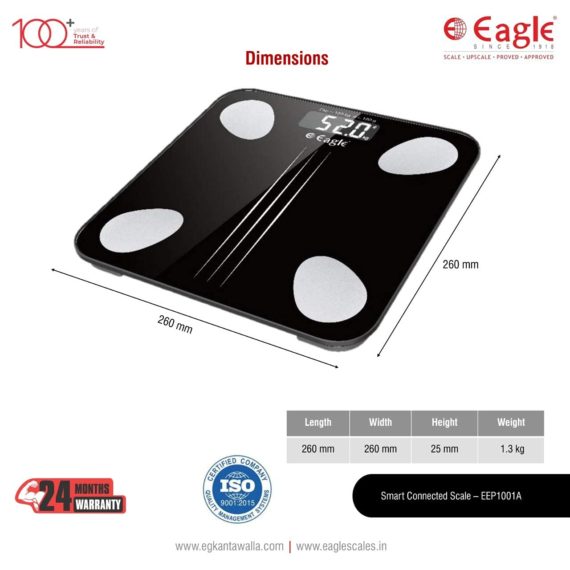 100+ years of
Trust &
Reliability
Eagle®
SINCE 1918
SCALE • UPSCALE • PROVED • APPROVED
Dimensions
52.0 kg
Eagle
260 mm
260 mm
Length Width Height Weight
260 mm 260 mm 25 mm 1.3 kg
24 MONTHS
WARRANTY
CERTIFIED COMPANY
ISO
9001:2015
QUALITY MANAGEMENT SYSTEMS
Smart Connected Scale – EEP1001A
www.egkantawalla.com | www.eaglescales.in